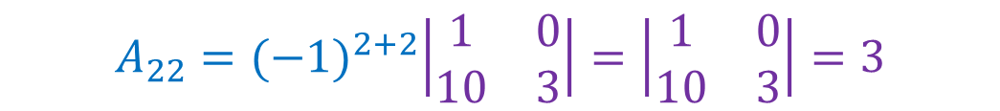 A₂₂ = (−1)²⁺² |1 0; 10 3| = |1 0; 10 3| = 3